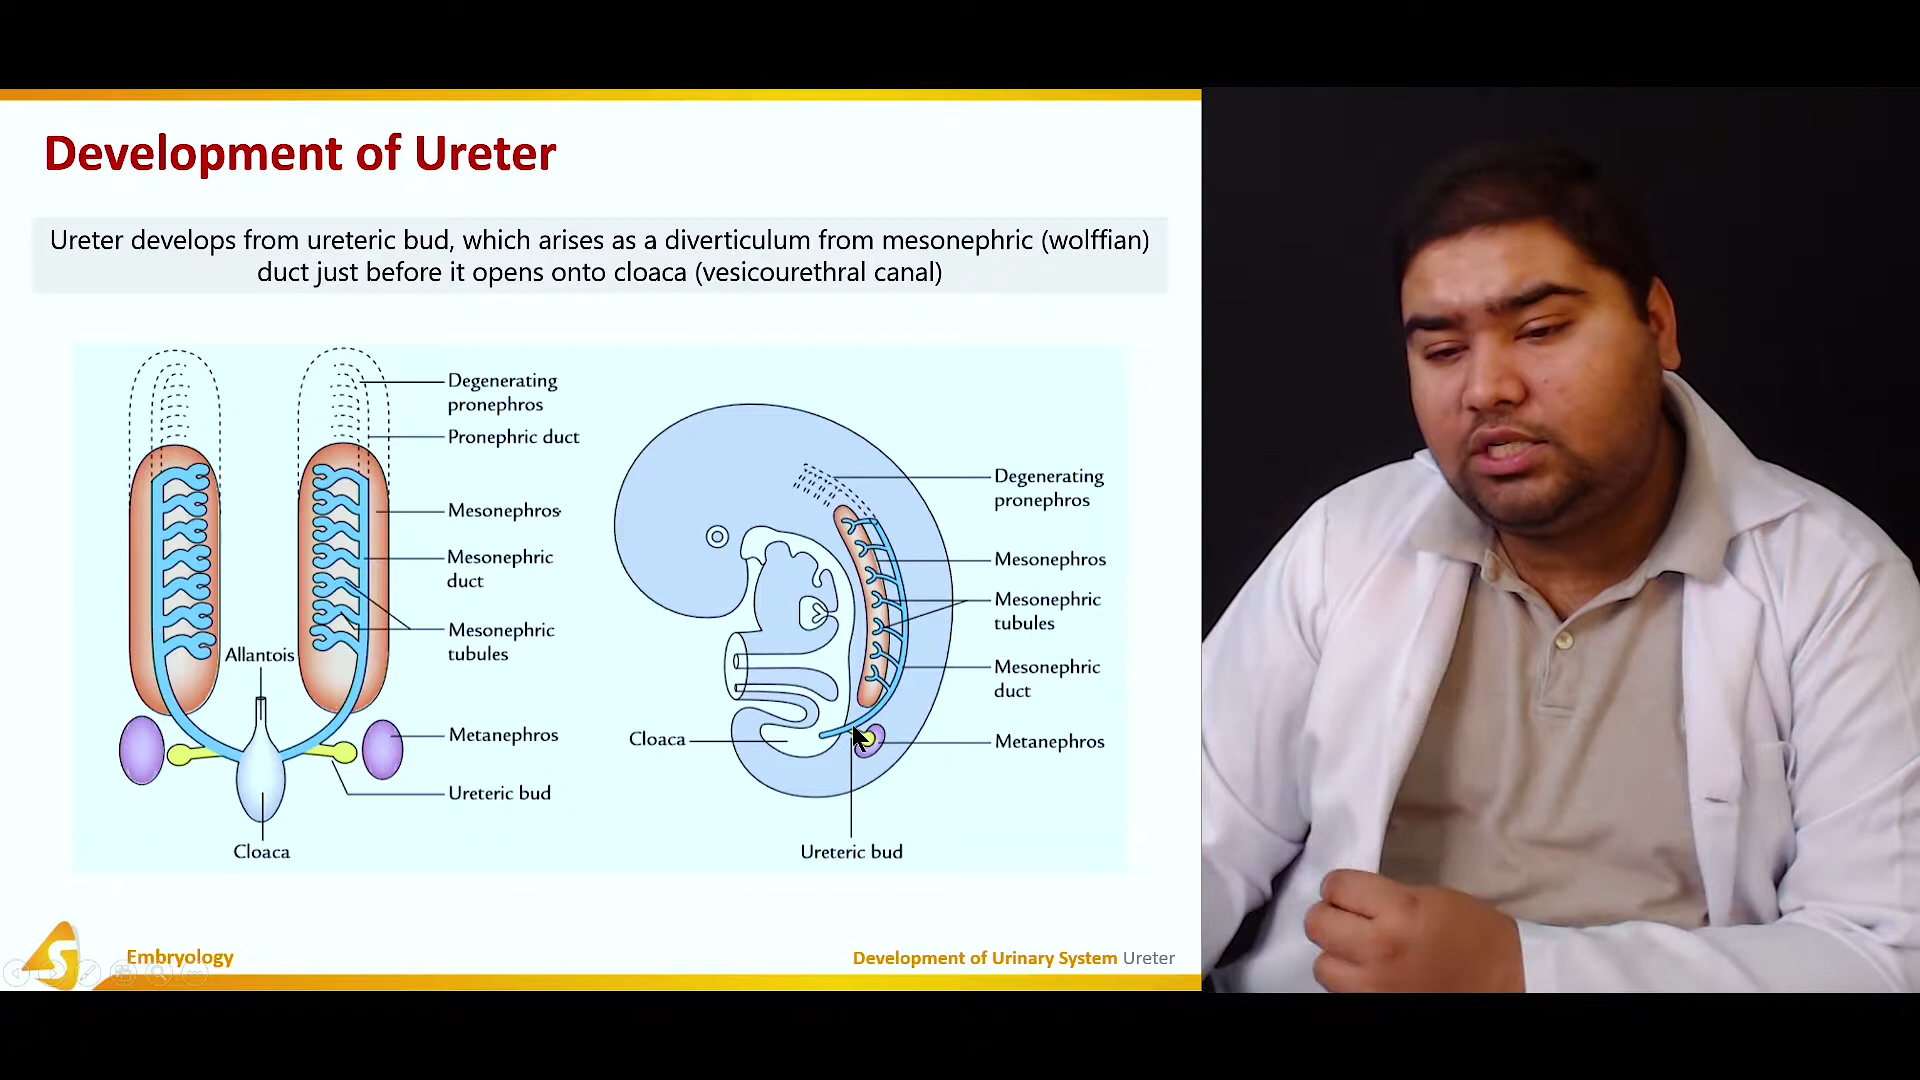 Development of Ureter
Ureter develops from ureteric bud, which arises as a diverticulum from mesonephric (wolffian)
duct just before it opens onto cloaca (vesicourethral canal)
Degenerating
pronephros
Pronephric duct
Mesonephros
Mesonephric
duct
Mesonephric
tubules
Allantois
Metanephros
Ureteric bud
Cloaca
Degenerating
pronephros
Mesonephros
Mesonephric
tubules
Mesonephric
duct
Cloaca
Metanephros
Ureteric bud
S
Embryology
Development of Urinary System Ureter